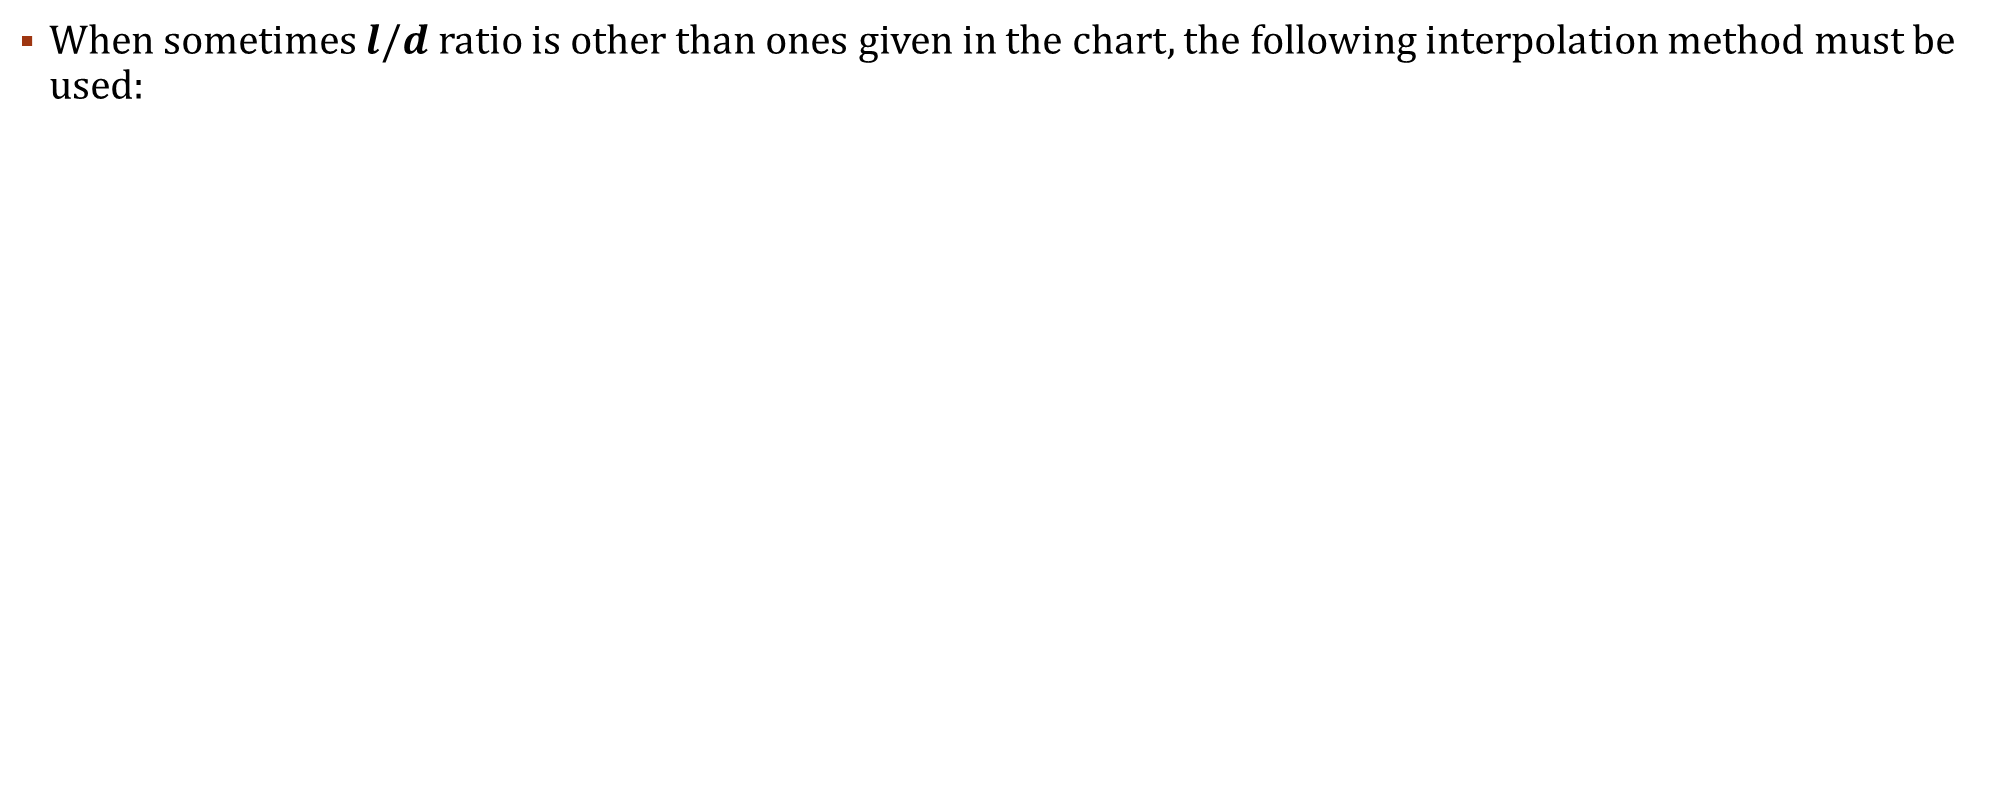 ▪ When sometimes l/d ratio is other than ones given in the chart, the following interpolation method must be
used: